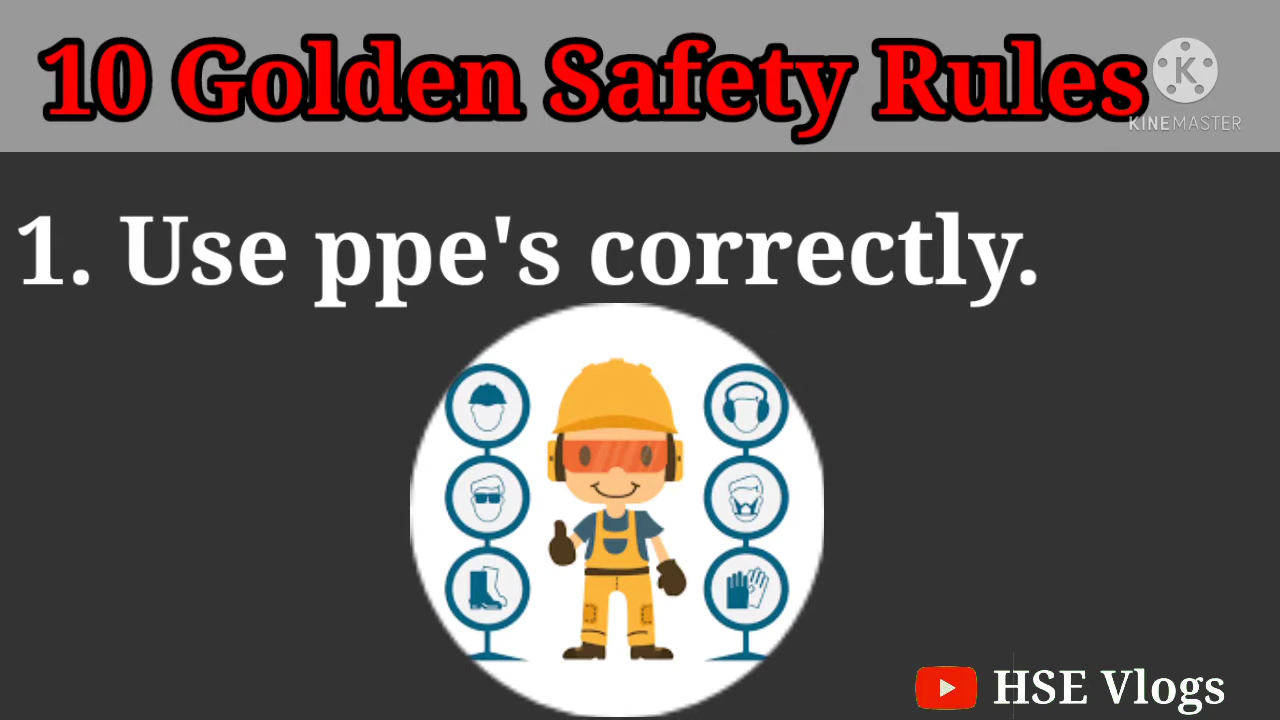 10 Golden Safety Rules
K
KINEMASTER
1. Use ppe's correctly.
HSE Vlogs